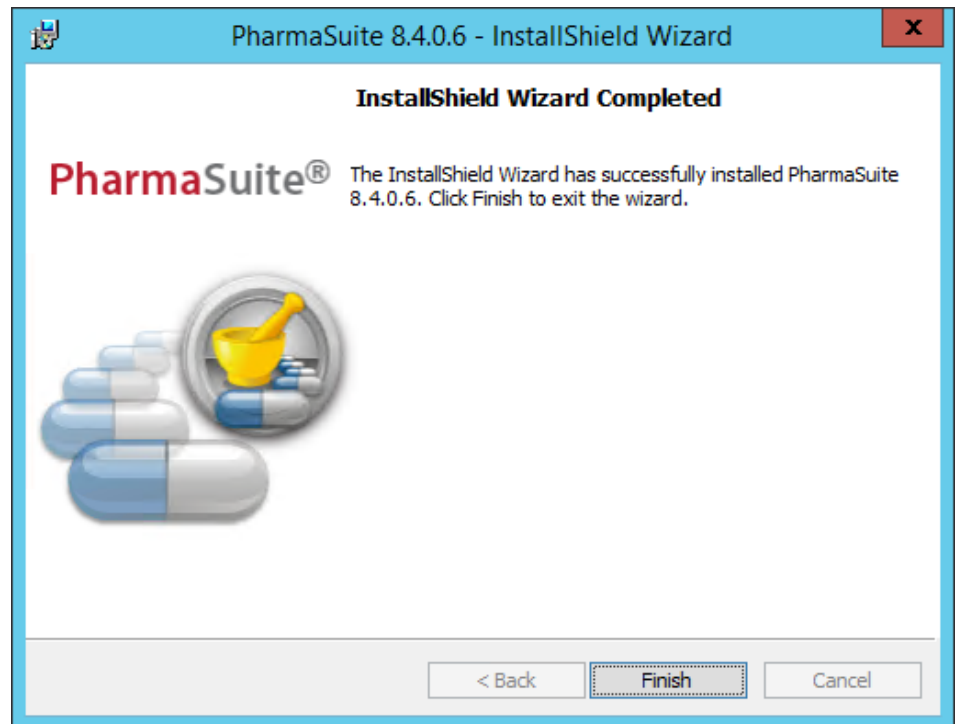 PharmaSuite 8.4.0.6 - InstallShield Wizard
x
InstallShield Wizard Completed
PharmaSuite®
The InstallShield Wizard has successfully installed PharmaSuite
8.4.0.6. Click Finish to exit the wizard.
< Back
Finish
Cancel